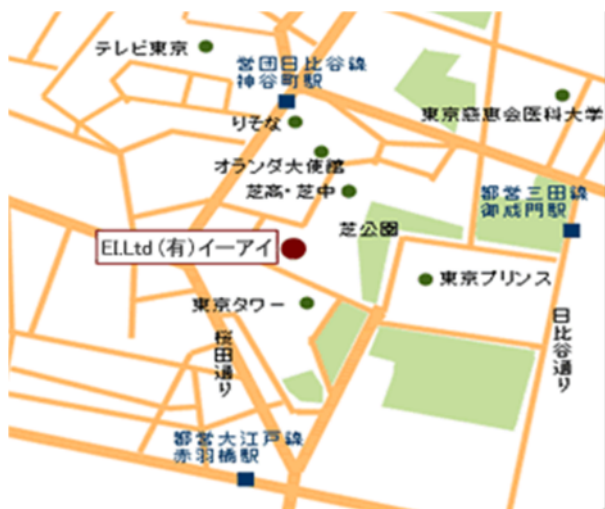 テレビ東京
営団日比谷線
神谷町駅
りそな
東京慈恵会医科大学
オランダ大使館
芝高・芝中
都営三田線
御成門駅
芝公園
ELLtd (有)イーアイ
東京プリンス
東京タワー
桜田通り
日比谷通り
都営大江戸線
赤羽橋駅